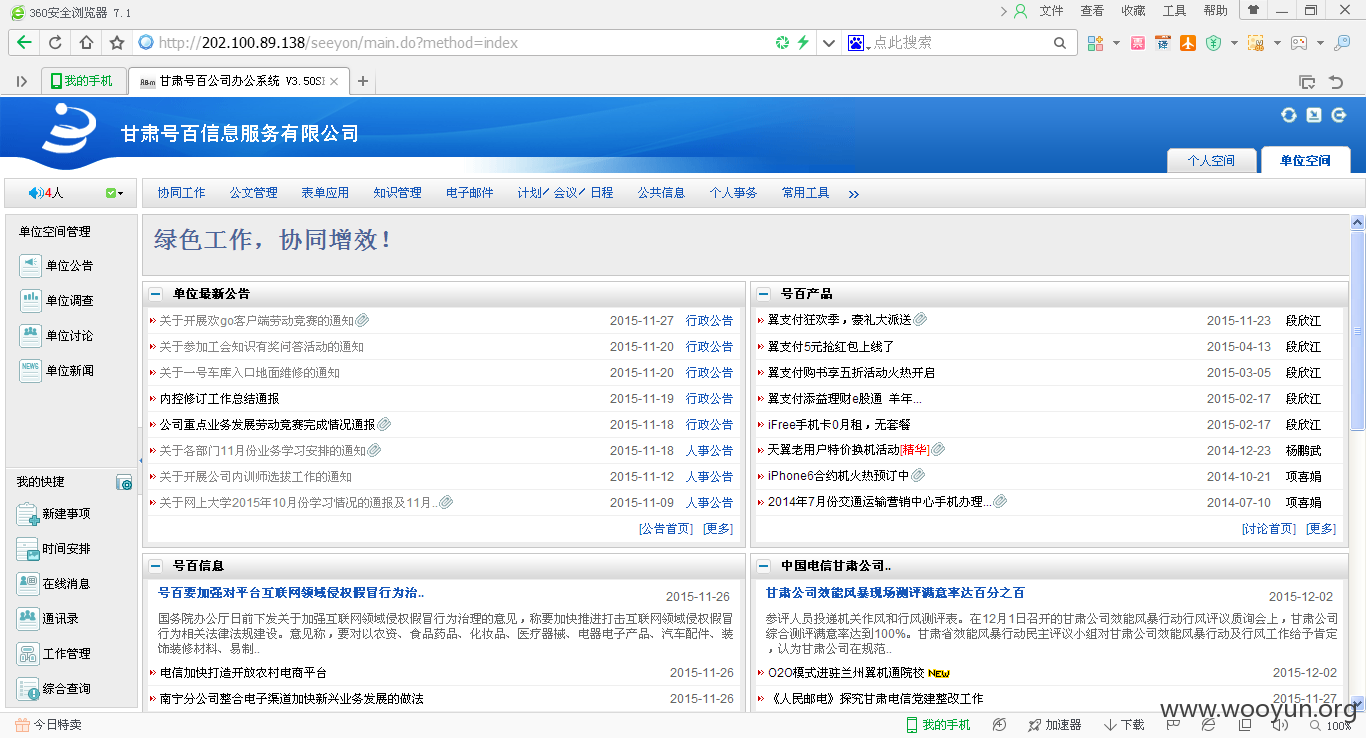 360安全浏览器 7.1 文件 查看 收藏 工具 帮助
http://202.100.89.138/seeyon/main.do?method=index 点此搜索
我的手机 甘肃号百公司办公系统 V3.50SI
甘肃号百信息服务有限公司
个人空间 单位空间
4人 协同工作 公文管理 表单应用 知识管理 电子邮件 计划/会议/日程 公共信息 个人事务 常用工具 »
单位空间管理
单位公告
单位调查
单位讨论
单位新闻
我的快捷
新建事项
时间安排
在线消息
通讯录
工作管理
综合查询
绿色工作，协同增效！
单位最新公告
关于开展欢go客户端劳动竞赛的通知 2015-11-27 行政公告
关于参加工会知识有奖问答活动的通知 2015-11-20 行政公告
关于一号车库入口地面维修的通知 2015-11-20 行政公告
内控修订工作总结通报 2015-11-19 行政公告
公司重点业务发展劳动竞赛完成情况通报 2015-11-18 行政公告
关于各部门11月份业务学习安排的通知 2015-11-18 人事公告
关于开展公司内训师选拔工作的通知 2015-11-12 人事公告
关于网上大学2015年10月份学习情况的通报及11月.. 2015-11-09 人事公告
[公告首页] [更多]
号百产品
翼支付狂欢季，豪礼大派送 2015-11-23 段欣江
翼支付5元抢红包上线了 2015-04-13 段欣江
翼支付购书享五折活动火热开启 2015-03-05 段欣江
翼支付添益理财e股通 羊年... 2015-02-17 段欣江
iFree手机卡0月租，无套餐 2015-02-17 段欣江
天翼老用户特价换机活动[精华] 2014-12-23 杨鹏武
iPhone6合约机火热预订中 2014-10-21 项喜娟
2014年7月份交通运输营销中心手机办理... 2014-07-10 项喜娟
[讨论首页] [更多]
号百信息
号百要加强对平台互联网领域侵权假冒行为治.. 2015-11-26
国务院办公厅日前下发关于加强互联网领域侵权假冒行为治理的意见，称要加快推进打击互联网领域侵权假冒
行为相关法律法规建设。意见称，要对以农资、食品药品、化妆品、医疗器械、电器电子产品、汽车配件、装
饰装修材料、易制..
电信加快打造开放农村电商平台 2015-11-26
南宁分公司整合电子渠道加快新兴业务发展的做法 2015-11-26
中国电信甘肃公司..
甘肃公司效能风暴现场测评满意率达百分之百 2015-12-02
参评人员投递机关作风和行风测评表。在12月1日召开的甘肃公司效能风暴行动行风评议质询会上，甘肃公司
综合测评满意率达到100%。甘肃省效能风暴行动民主评议小组对甘肃公司效能风暴行动及行风工作给予肯定
，认为甘肃公司在规范..
O2O模式进驻兰州翼机通院校 NEW 2015-12-02
《人民邮电》探究甘肃电信党建整改工作 2015-11-27
www.wooyun.org
今日特卖 我的手机 加速器 下载 100%